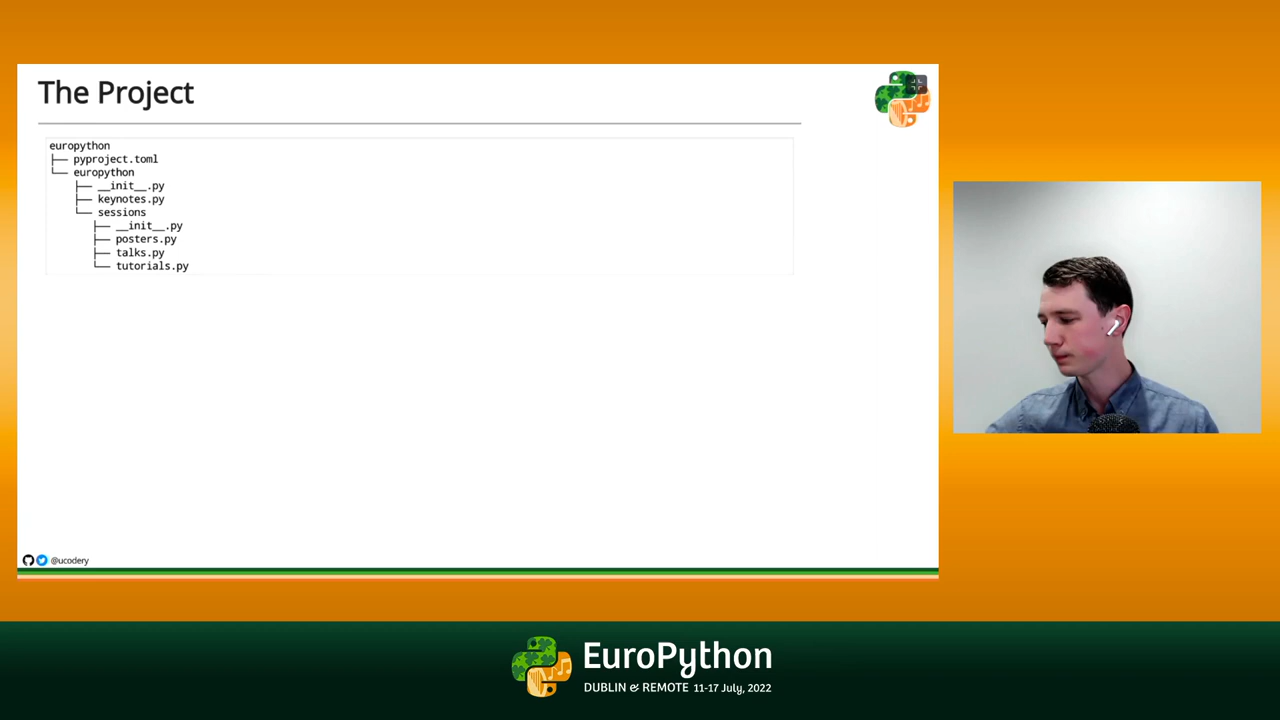 The Project
europython
├── pyproject.toml
└── europython
    ├── __init__.py
    ├── keynotes.py
    └── sessions
        ├── __init__.py
        ├── posters.py
        ├── talks.py
        └── tutorials.py
@ucodery
EuroPython
DUBLIN & REMOTE 11-17 July, 2022